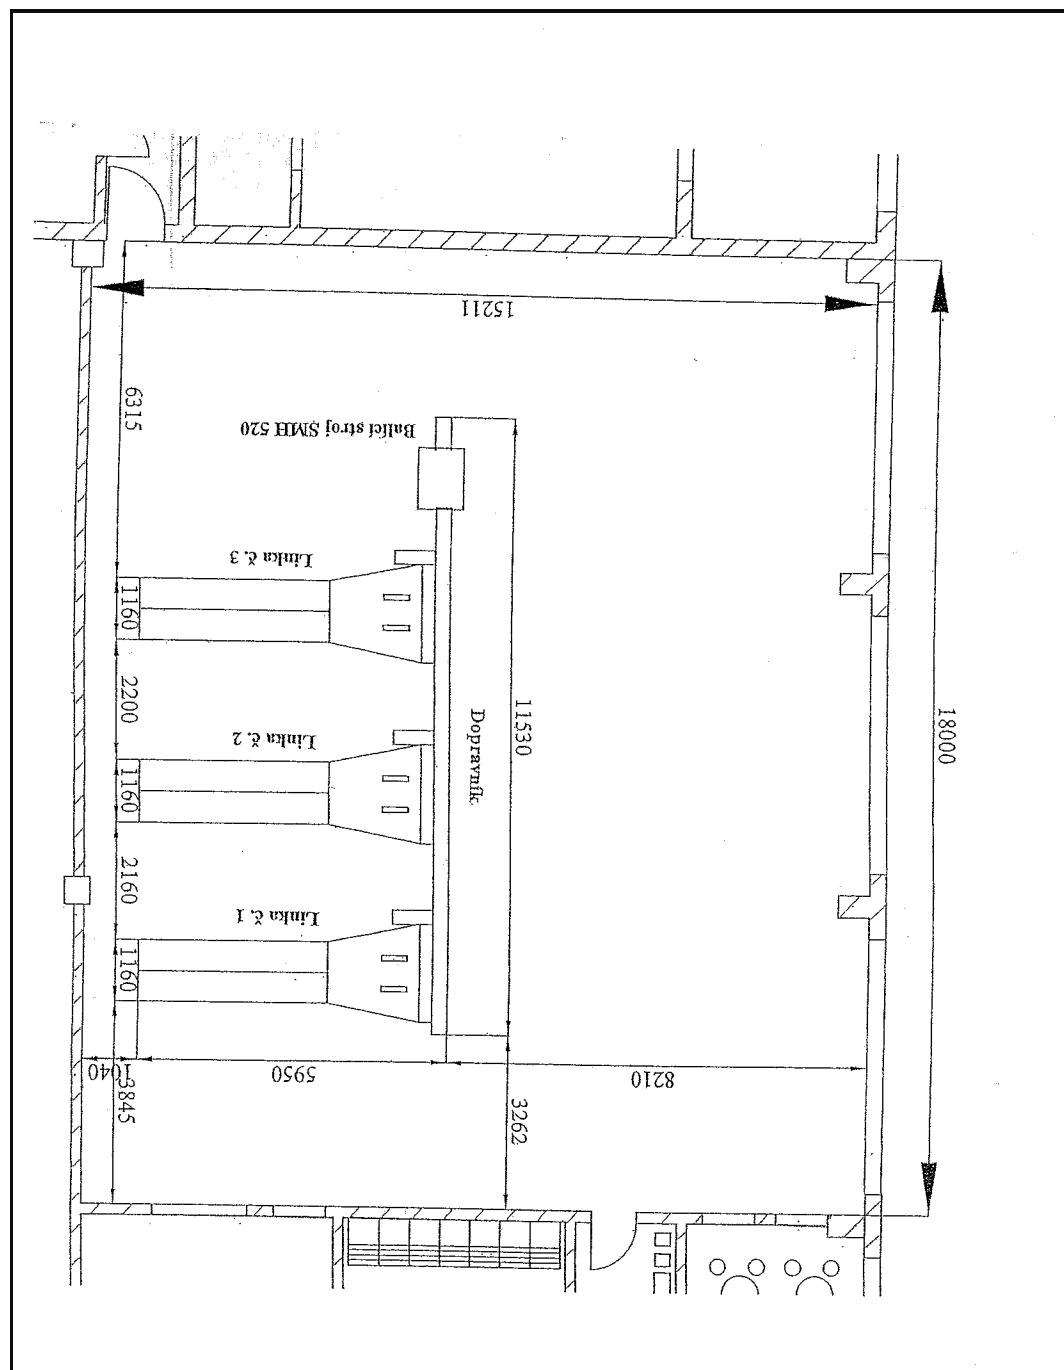 15211
6315
Balící stroj SMH 520
Linka č. 3
1160
2200
11530
18000
Dopravník
Linka č. 2
1160
2160
Linka č. 1
1160
1040
5950
8210
3845
3262